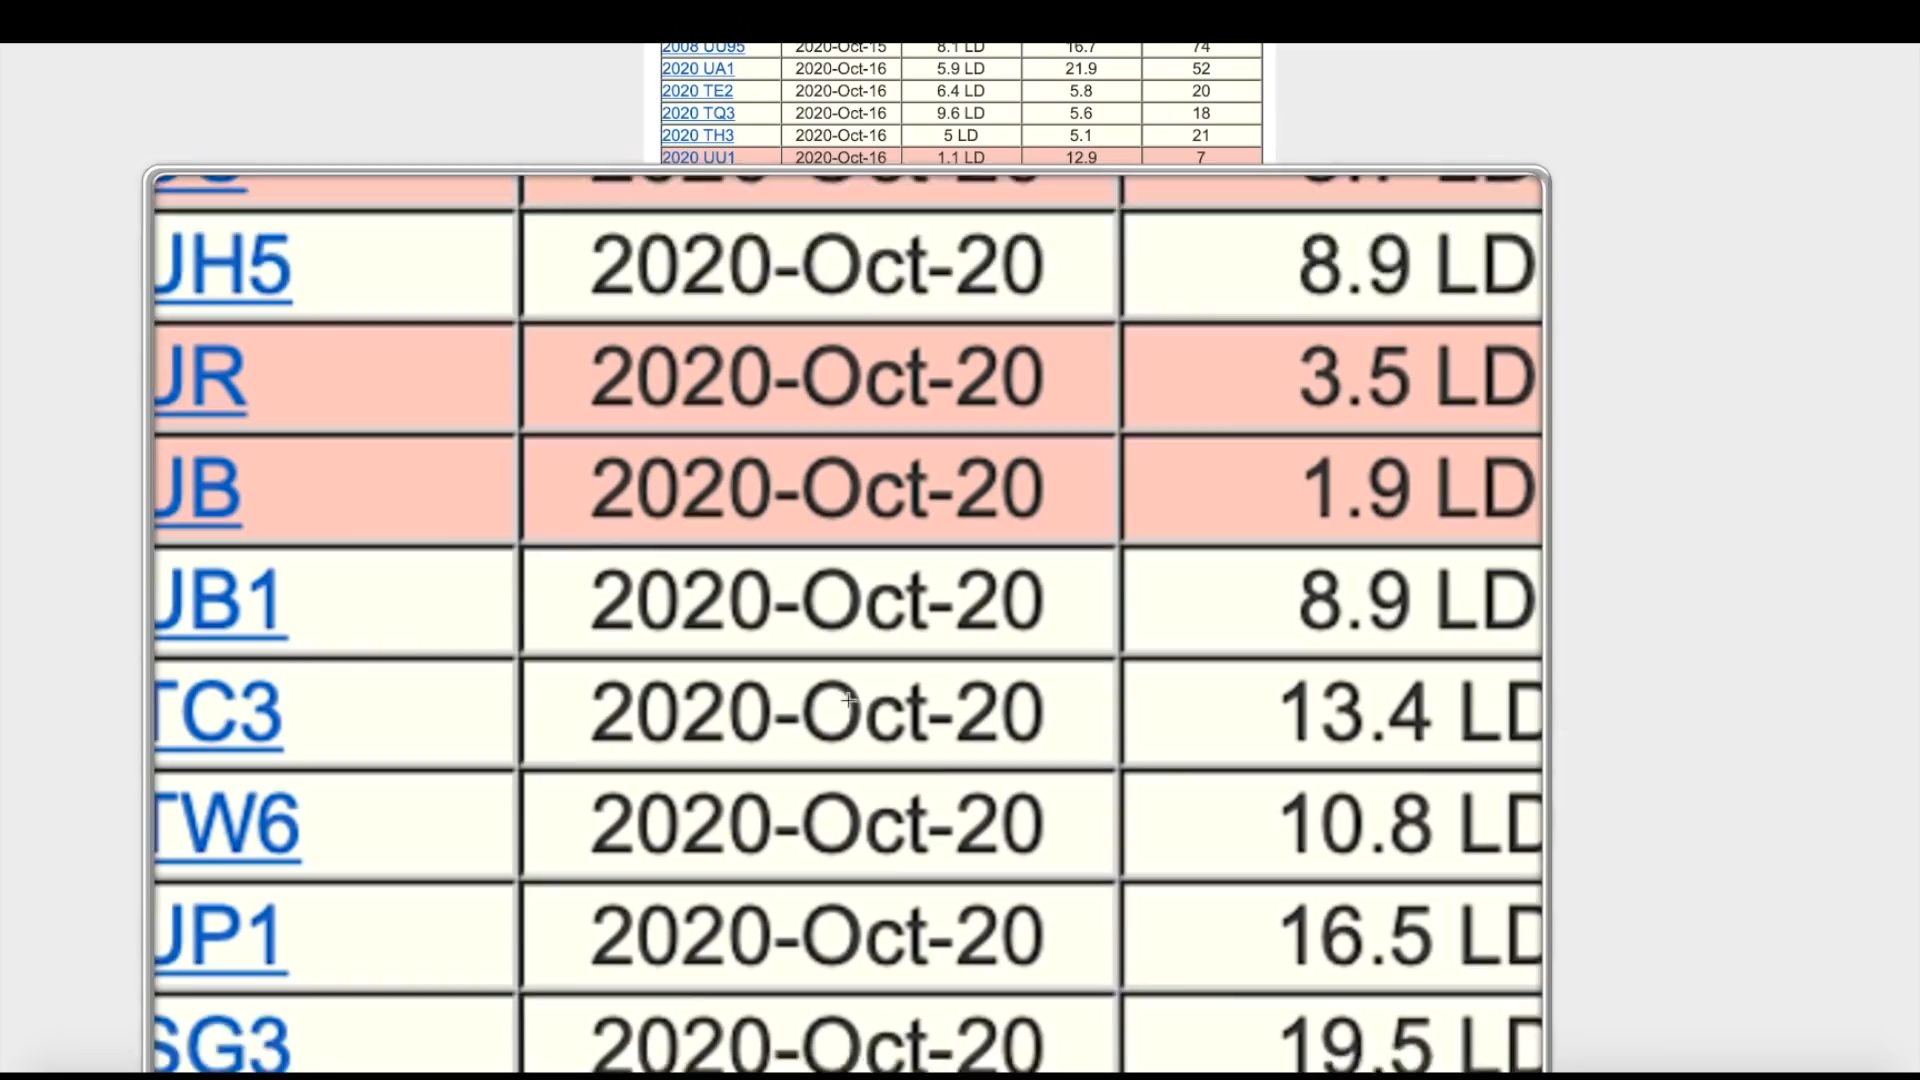 2008 UU95 2020-Oct-15 8.1 LD 16.7 74
2020 UA1 2020-Oct-16 5.9 LD 21.9 52
2020 TE2 2020-Oct-16 6.4 LD 5.8 20
2020 TQ3 2020-Oct-16 9.6 LD 5.6 18
2020 TH3 2020-Oct-16 5 LD 5.1 21
2020 UU1 2020-Oct-16 1.1 LD 12.9 7
UH5 2020-Oct-20 8.9 LD
UR 2020-Oct-20 3.5 LD
UB 2020-Oct-20 1.9 LD
UB1 2020-Oct-20 8.9 LD
TC3 2020-Oct-20 13.4 LD
TW6 2020-Oct-20 10.8 LD
UP1 2020-Oct-20 16.5 LD
SG3 2020-Oct-20 19.5 LD